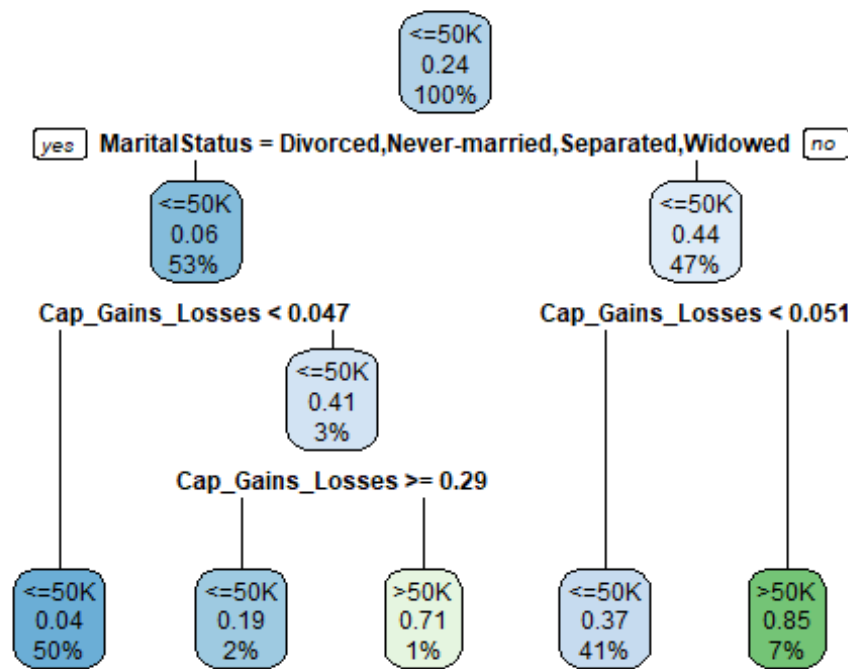 <=50K
0.24
100%
yes MaritalStatus = Divorced,Never-married,Separated,Widowed no
<=50K
0.06
53%
<=50K
0.44
47%
Cap_Gains_Losses < 0.047
Cap_Gains_Losses < 0.051
<=50K
0.41
3%
Cap_Gains_Losses >= 0.29
<=50K
0.04
50%
<=50K
0.19
2%
>50K
0.71
1%
<=50K
0.37
41%
>50K
0.85
7%